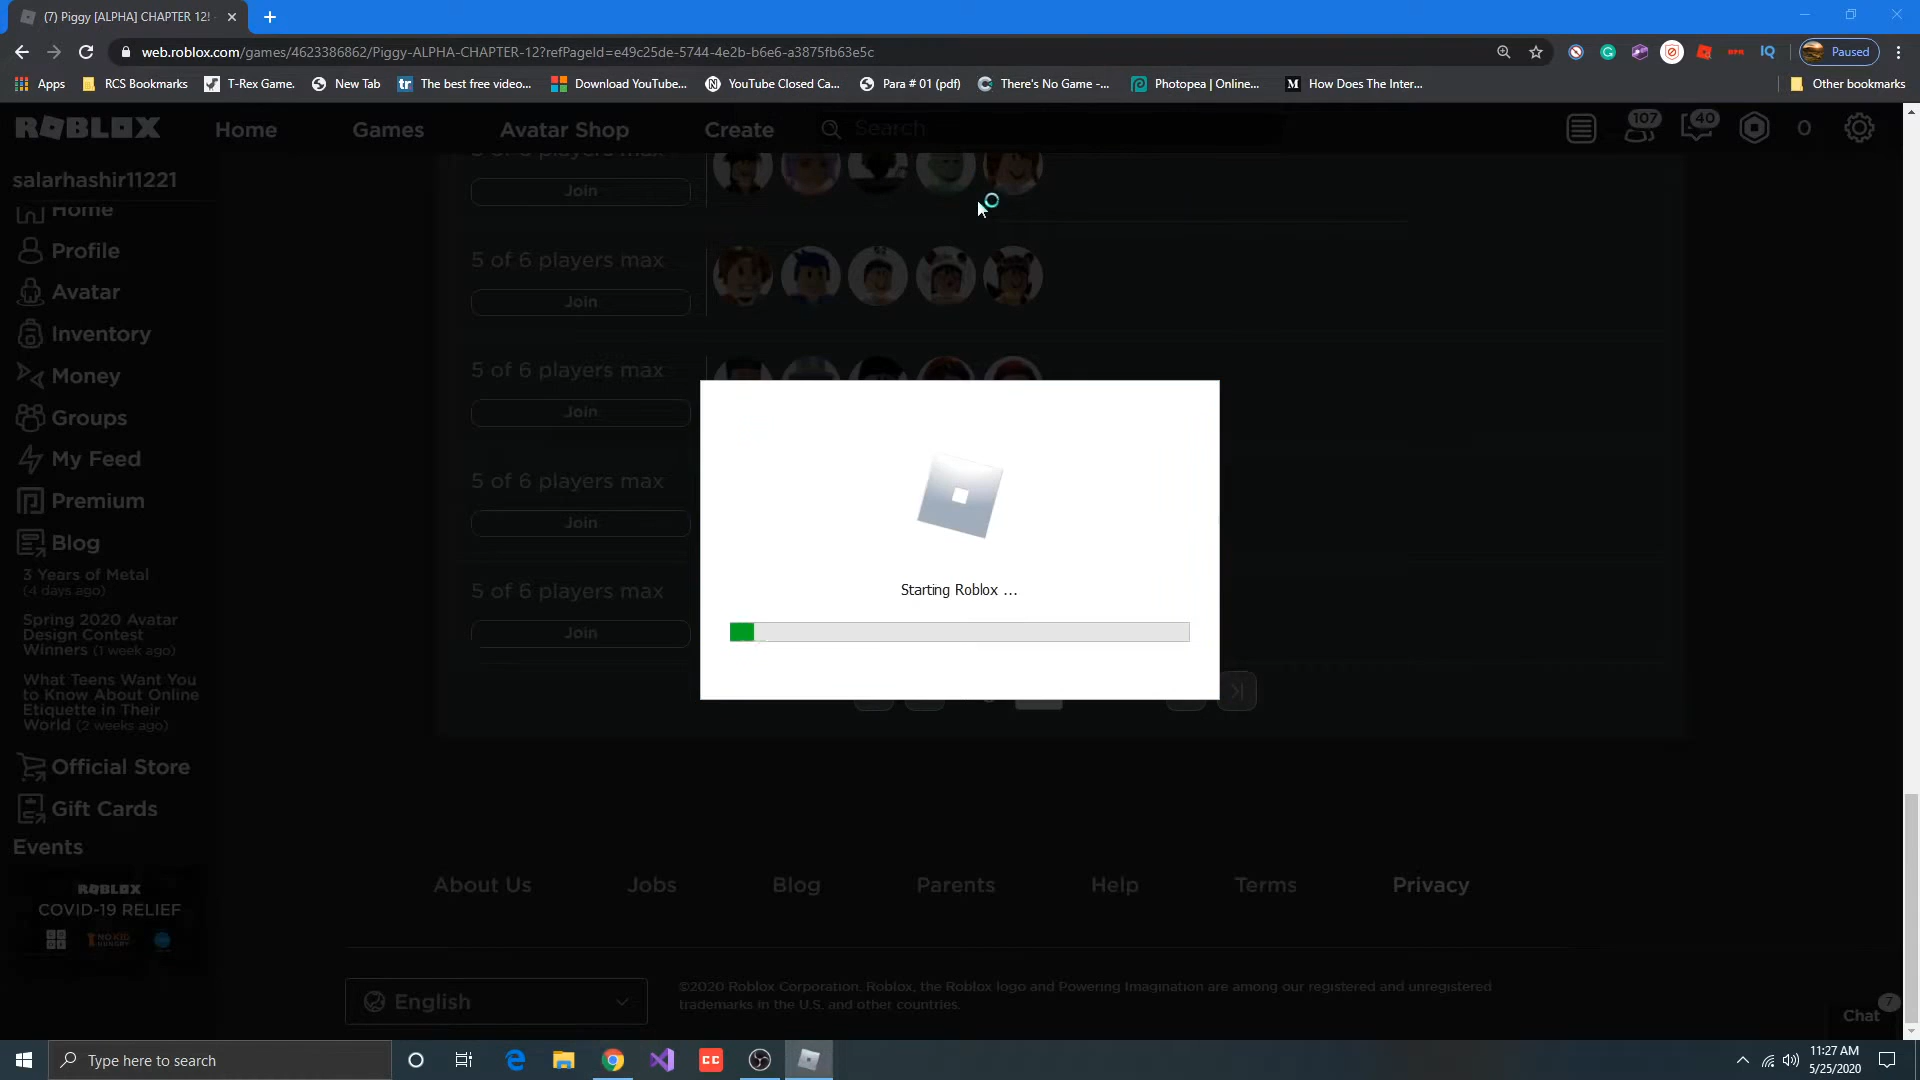 (7) Piggy [ALPHA] CHAPTER 12!
web.roblox.com/games/4623386862/Piggy-ALPHA-CHAPTER-12?refPageId=e49c25de-5744-4e2b-b6e6-a3875fb63e5c
Paused
Apps
RCS Bookmarks
T-Rex Game.
New Tab
The best free video...
Download YouTube...
YouTube Closed Ca...
Para # 01 (pdf)
There's No Game -...
Photopea | Online...
How Does The Inter...
Other bookmarks
ROBLOX
Home
Games
Avatar Shop
Create
Search
107
40
0
salarhashir11221
Home
Profile
Avatar
Inventory
Money
Groups
My Feed
Premium
Blog
3 Years of Metal
(4 days ago)
Spring 2020 Avatar
Design Contest
Winners (1 week ago)
What Teens Want You
to Know About Online
Etiquette in Their
World (2 weeks ago)
Official Store
Gift Cards
Events
ROBLOX
COVID-19 RELIEF
NO KID
HUNGRY
5 of 6 players max
Join
5 of 6 players max
Join
5 of 6 players max
Join
5 of 6 players max
Join
5 of 6 players max
Join
Starting Roblox ...
About Us
Jobs
Blog
Parents
Help
Terms
Privacy
English
©2020 Roblox Corporation. Roblox, the Roblox logo and Powering Imagination are among our registered and unregistered
trademarks in the U.S. and other countries.
Chat
7
Type here to search
11:27 AM
5/25/2020